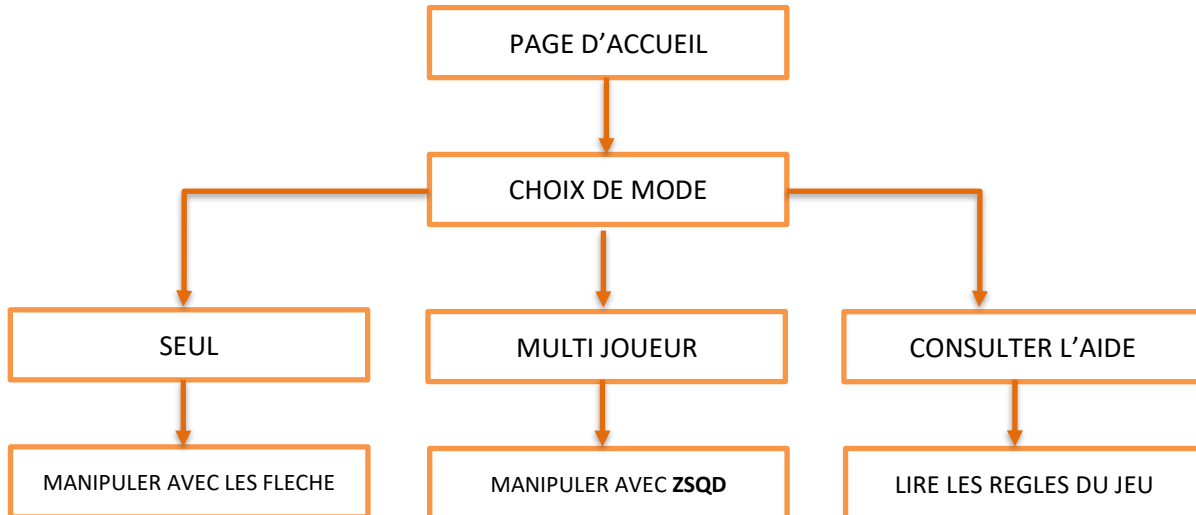 PAGE D’ACCUEIL
CHOIX DE MODE
SEUL
MULTI JOUEUR
CONSULTER L’AIDE
MANIPULER AVEC LES FLECHE
MANIPULER AVEC ZSQD
LIRE LES REGLES DU JEU